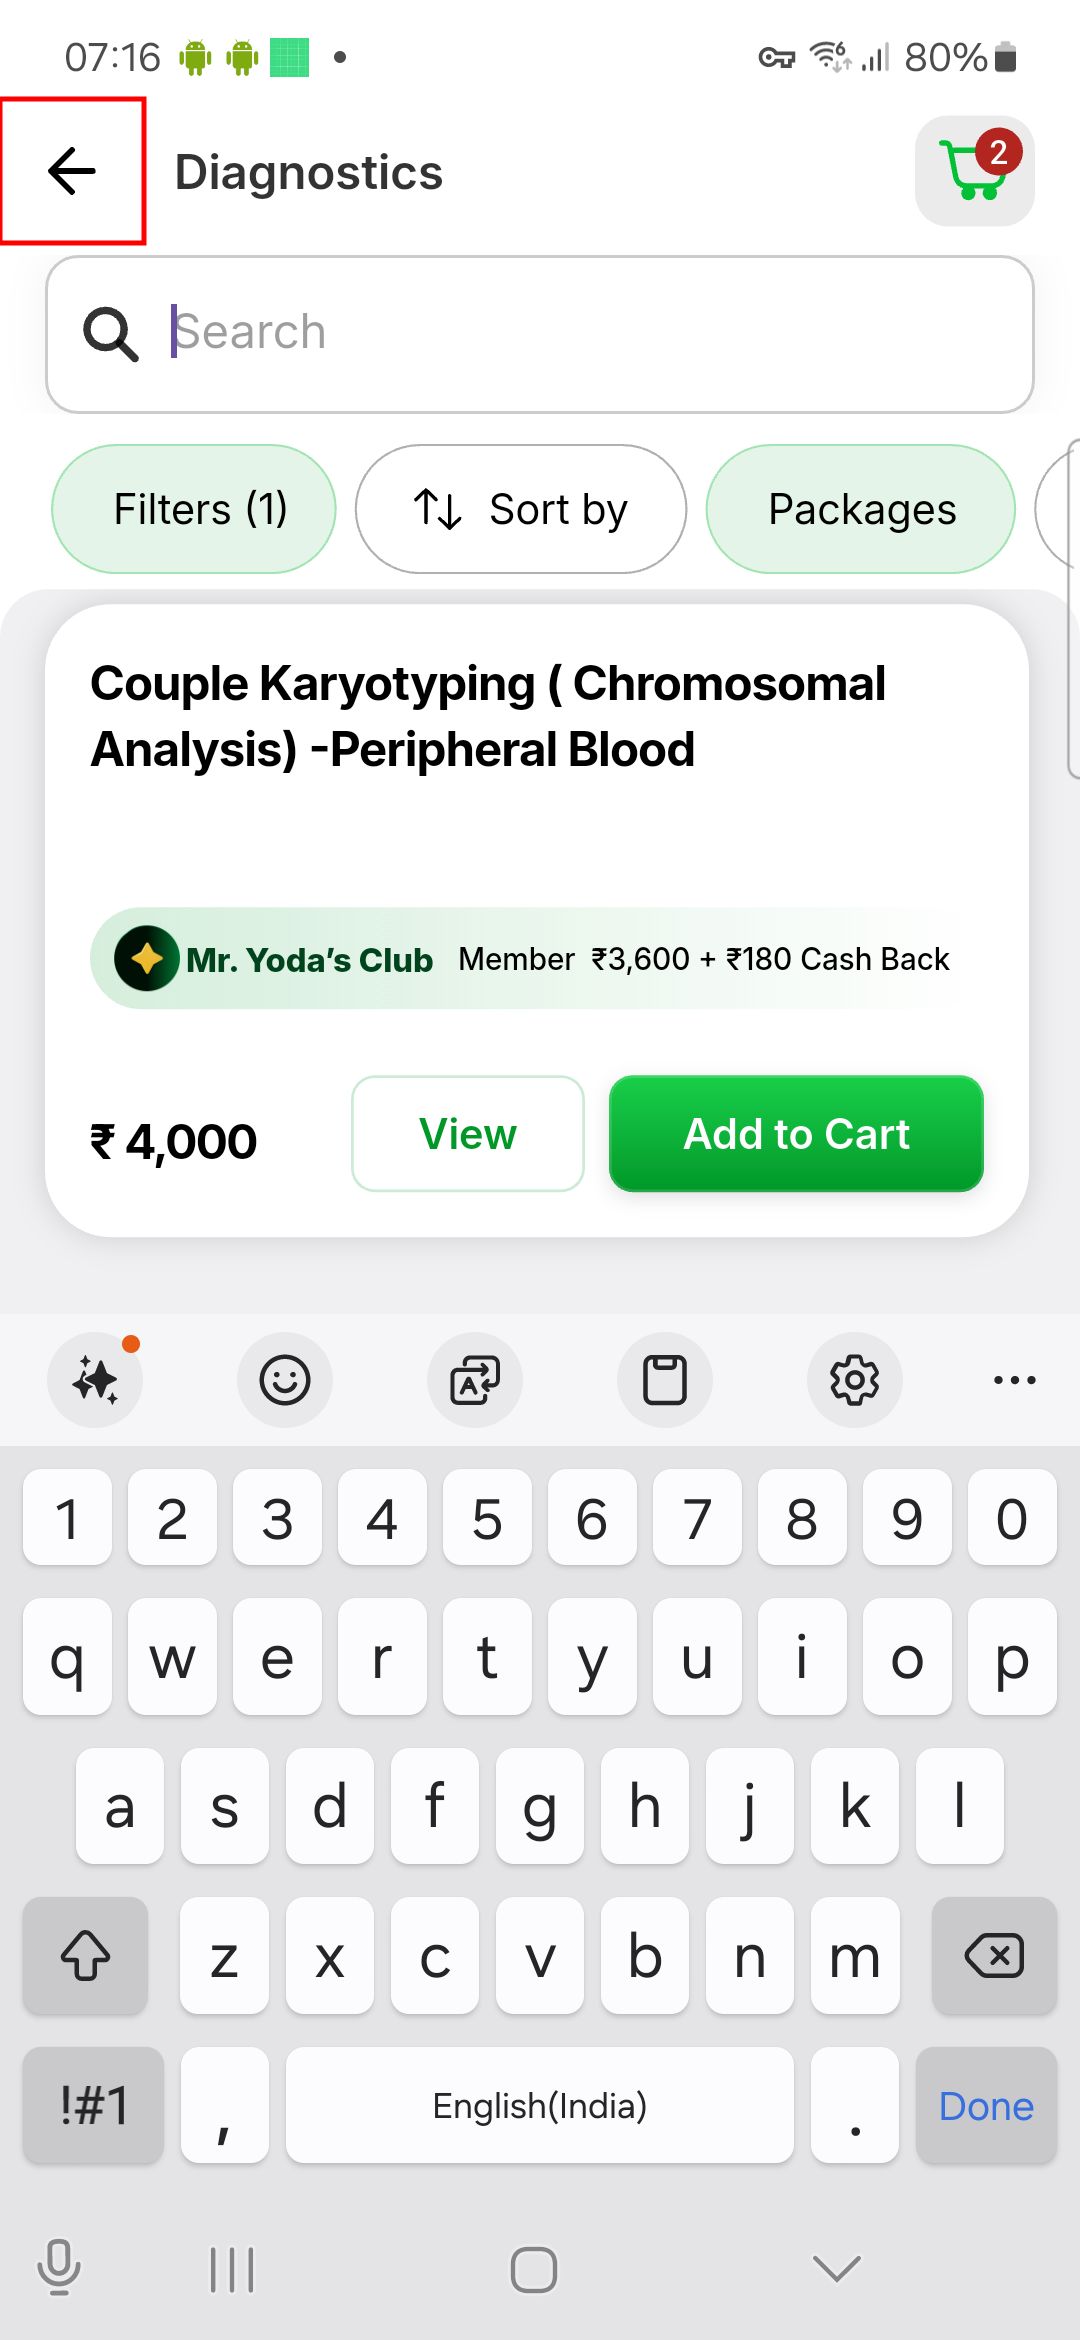 07:16
6
80%
Diagnostics
2
Search
Filters (1)
Sort by
Packages
Couple Karyotyping ( Chromosomal
Analysis) -Peripheral Blood
Mr. Yoda’s Club Member ₹3,600 + ₹180 Cash Back
₹ 4,000
View
Add to Cart
A
1 2 3 4 5 6 7 8 9 0
q w e r t y u i o p
a s d f g h j k l
z x c v b n m
!#1 , English(India) . Done